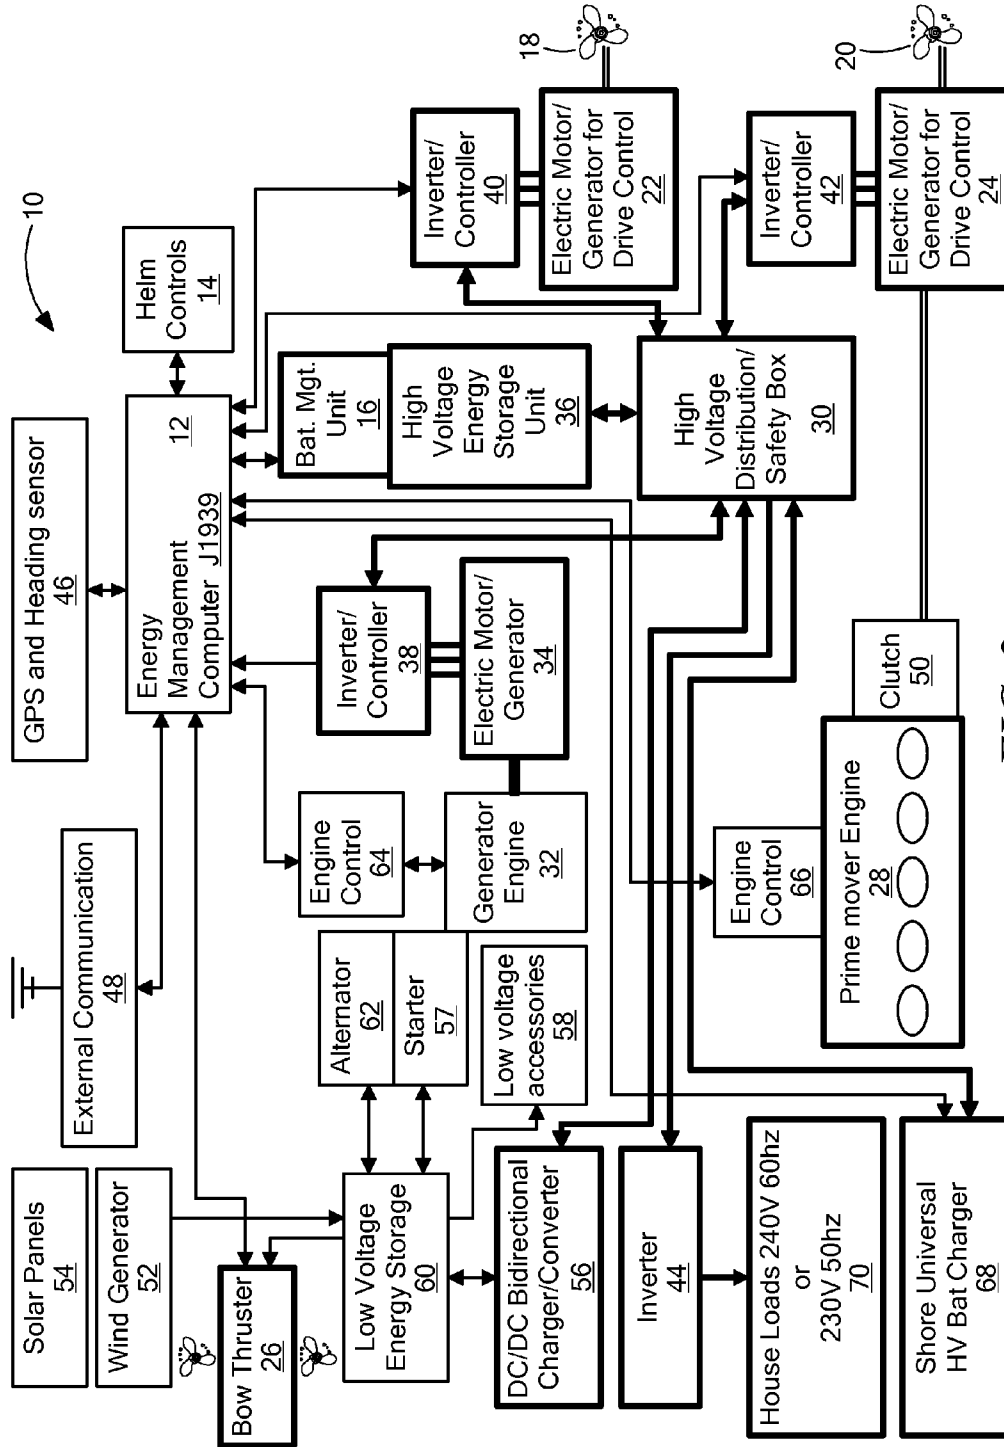 Solar Panels
54
Wind Generator
52
External Communication
48
GPS and Heading sensor
46
10
Energy
Management
Computer J1939
12
Helm
Controls
14
Bow Thruster
26
Low Voltage
Energy Storage
60
Alternator
62
Starter
57
Engine
Control
64
Generator
Engine
32
Inverter/
Controller
38
Electric Motor/
Generator
34
Bat. Mgt.
Unit
16
High
Voltage
Energy
Storage
Unit
36
Inverter/
Controller
40
Electric Motor/
Generator for
Drive Control
22
18
Low voltage
accessories
58
DC/DC Bidirectional
Charger/Converter
56
Inverter
44
House Loads 240V 60hz
or
230V 50hz
70
Shore Universal
HV Bat Charger
68
Engine
Control
66
Prime mover Engine
28
Clutch
50
High
Voltage
Distribution/
Safety Box
30
Inverter/
Controller
42
Electric Motor/
Generator for
Drive Control
24
20